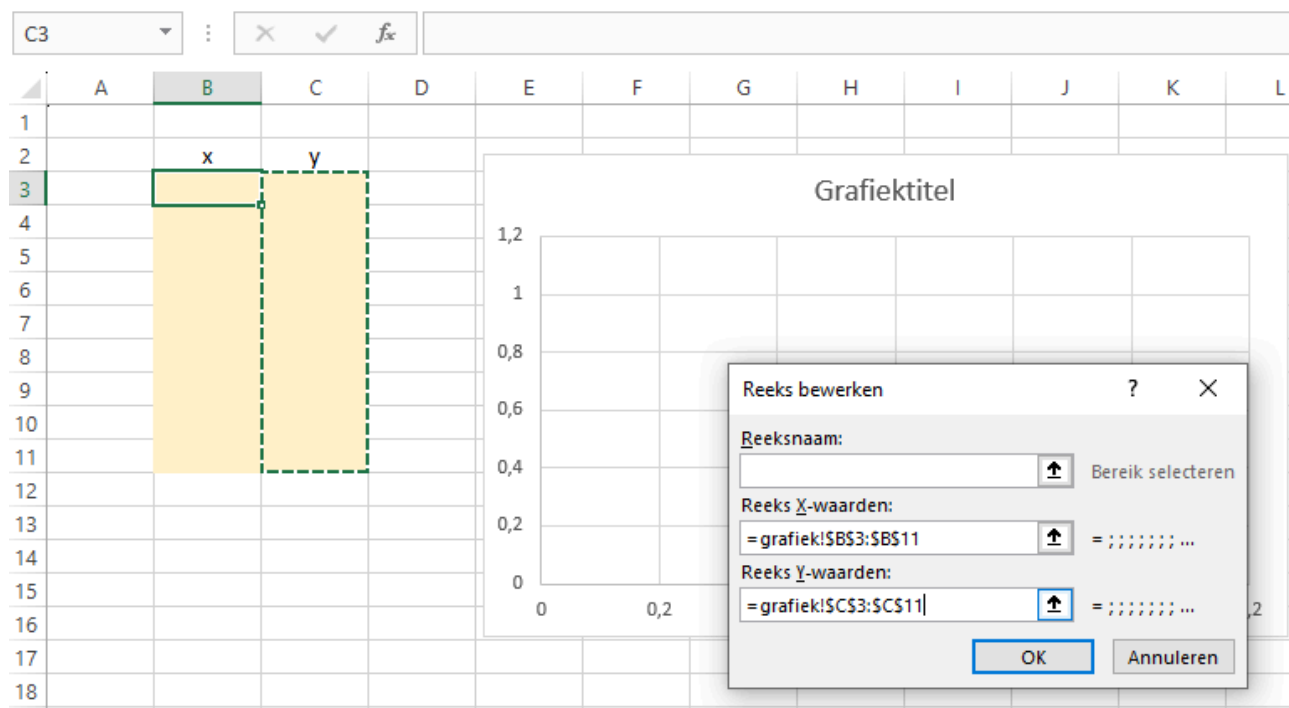 C3 fx
A B C D E F G H I J K L
1
2 x y
3
4
5
6
7
8
9
10
11
12
13
14
15
16
17
18
Grafiektitel
1,2
1
0,8
0,6
0,4
0,2
0
0 0,2 ,2
Reeks bewerken ? ×
Reeksnaam:
Bereik selecteren
Reeks X-waarden:
=grafiek!$B$3:$B$11 = ; ; ; ; ; ; ; ...
Reeks Y-waarden:
=grafiek!$C$3:$C$11 = ; ; ; ; ; ; ; ...
OK Annuleren